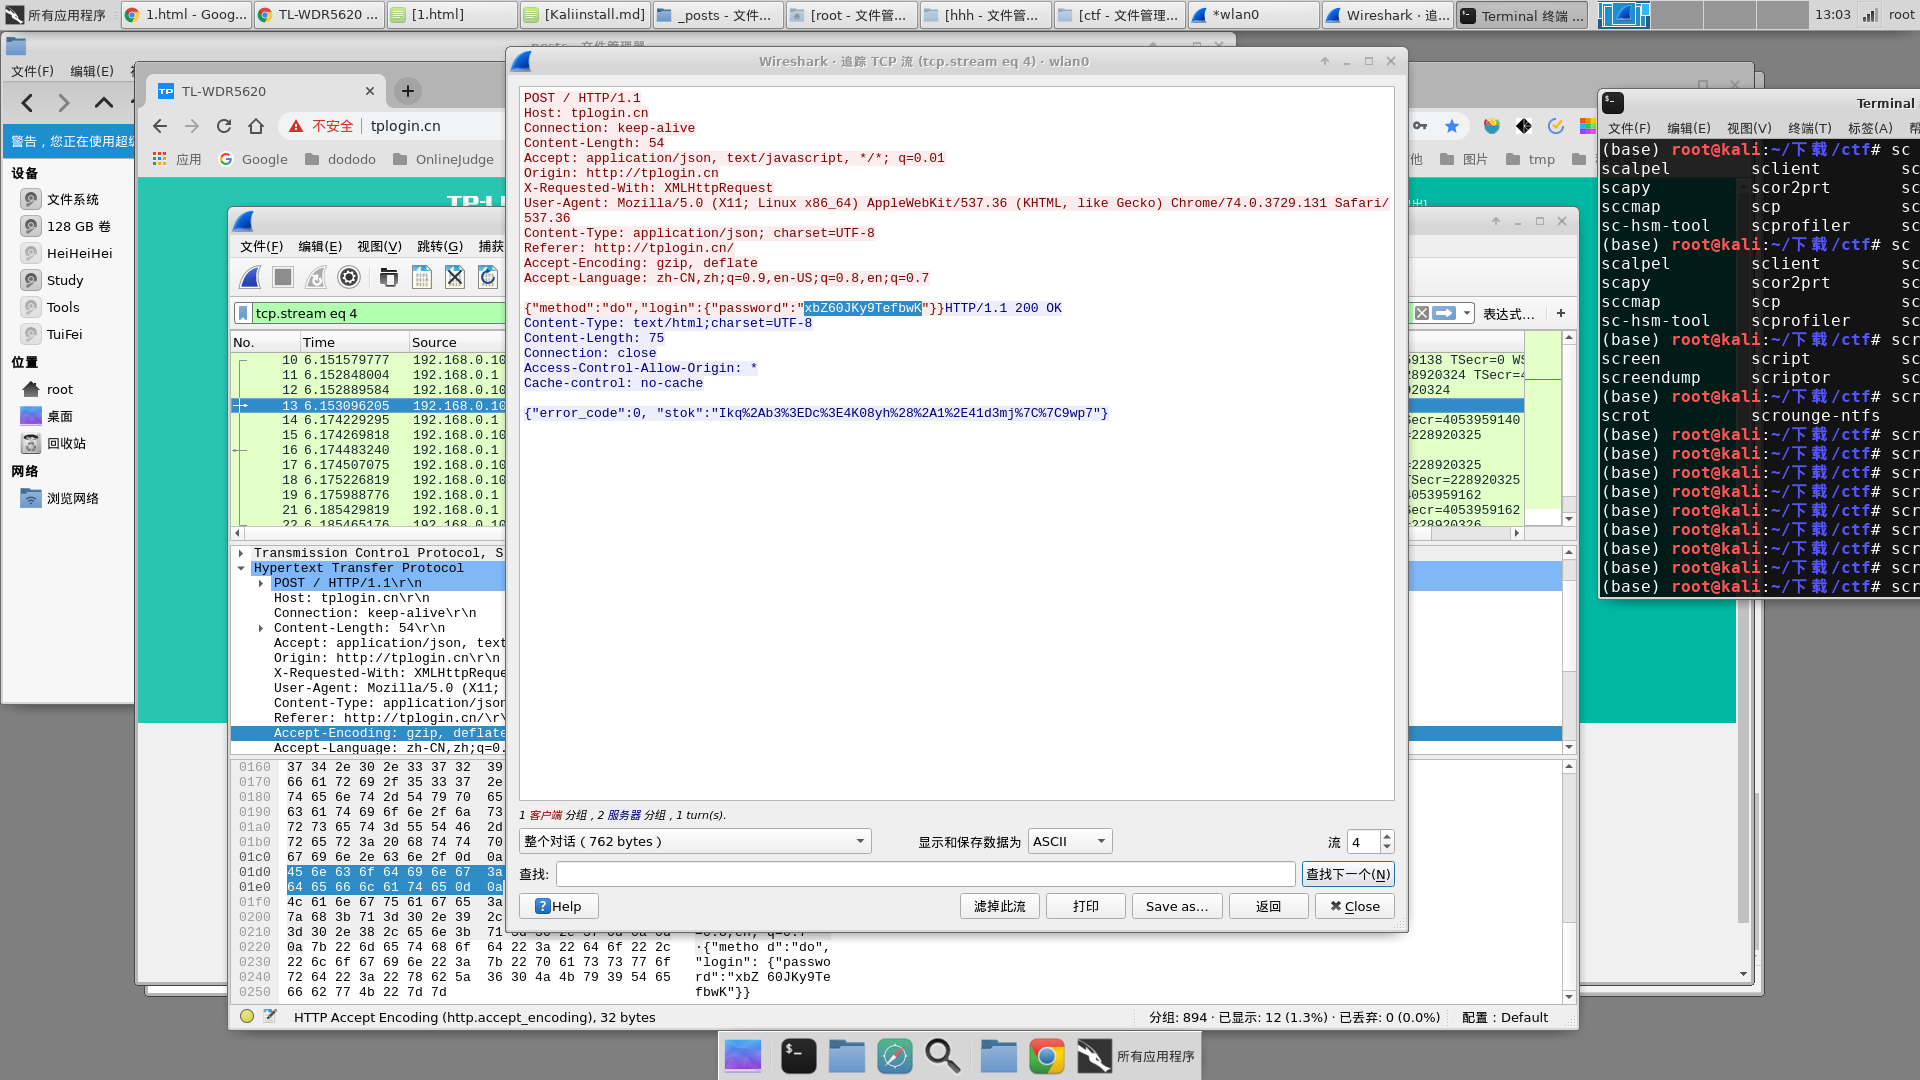 所有应用程序
1.html - Goog...
TL-WDR5620 ...
[1.html]
[Kaliinstall.md]
_posts - 文件...
[root - 文件管...
[hhh - 文件管...
[ctf - 文件管理...
*wlan0
Wireshark · 追...
Terminal 终端 ...
13:03
root
文件(F) 编辑(E)
警告，您正在使用超级
设备
文件系统
128 GB 卷
HeiHeiHei
Study
Tools
TuiFei
位置
root
桌面
回收站
网络
浏览网络
TL-WDR5620
不安全 | tplogin.cn
应用 Google dododo OnlineJudge
图片 tmp
文件(F) 编辑(E) 视图(V) 跳转(G) 捕获
tcp.stream eq 4
表达式… +
No. Time Source
10 6.151579777 192.168.0.10
11 6.152848004 192.168.0.1
12 6.152889584 192.168.0.10
13 6.153096205 192.168.0.10
14 6.174229295 192.168.0.1
15 6.174269818 192.168.0.10
16 6.174483240 192.168.0.1
17 6.174507075 192.168.0.10
18 6.175226819 192.168.0.10
19 6.175988776 192.168.0.1
21 6.185429819 192.168.0.1
22 6.185465176 192.168.0.10
59138 TSecr=0 WS
28920324 TSecr=4
920324
Secr=4053959140
=228920325
=228920325
TSecr=228920325
4053959162
Secr=4053959162
=228920326
Transmission Control Protocol, S
Hypertext Transfer Protocol
POST / HTTP/1.1\r\n
Host: tplogin.cn\r\n
Connection: keep-alive\r\n
Content-Length: 54\r\n
Accept: application/json, text
Origin: http://tplogin.cn\r\n
X-Requested-With: XMLHttpReque
User-Agent: Mozilla/5.0 (X11;
Content-Type: application/json
Referer: http://tplogin.cn/\r\
Accept-Encoding: gzip, deflate
Accept-Language: zh-CN,zh;q=0.
0160 37 34 2e 30 2e 33 37 32 39
0170 66 61 72 69 2f 35 33 37 2e
0180 74 65 6e 74 2d 54 79 70 65
0190 63 61 74 69 6f 6e 2f 6a 73
01a0 72 73 65 74 3d 55 54 46 2d
01b0 72 65 72 3a 20 68 74 74 70
01c0 67 69 6e 2e 63 6e 2f 0d 0a
01d0 45 6e 63 6f 64 69 6e 67 3a
01e0 64 65 66 6c 61 74 65 0d 0a
01f0 4c 61 6e 67 75 61 67 65 3a
0200 7a 68 3b 71 3d 30 2e 39 2c
0210 3d 30 2e 38 2c 65 6e 3b 71 3d 30 2e 37 0d 0a 0d =0.8,en; q=0.7
0220 0a 7b 22 6d 65 74 68 6f 64 22 3a 22 64 6f 22 2c ·{"metho d":"do",
0230 22 6c 6f 67 69 6e 22 3a 7b 22 70 61 73 73 77 6f "login": {"passwo
0240 72 64 22 3a 22 78 62 5a 36 30 4a 4b 79 39 54 65 rd":"xbZ 60JKy9Te
0250 66 62 77 4b 22 7d 7d fbwK"}}
HTTP Accept Encoding (http.accept_encoding), 32 bytes
分组: 894 · 已显示: 12 (1.3%) · 已丢弃: 0 (0.0%)
配置：Default
Wireshark · 追踪 TCP 流 (tcp.stream eq 4) · wlan0
POST / HTTP/1.1
Host: tplogin.cn
Connection: keep-alive
Content-Length: 54
Accept: application/json, text/javascript, */*; q=0.01
Origin: http://tplogin.cn
X-Requested-With: XMLHttpRequest
User-Agent: Mozilla/5.0 (X11; Linux x86_64) AppleWebKit/537.36 (KHTML, like Gecko) Chrome/74.0.3729.131 Safari/
537.36
Content-Type: application/json; charset=UTF-8
Referer: http://tplogin.cn/
Accept-Encoding: gzip, deflate
Accept-Language: zh-CN,zh;q=0.9,en-US;q=0.8,en;q=0.7
{"method":"do","login":{"password":"xbZ60JKy9TefbwK"}}HTTP/1.1 200 OK
Content-Type: text/html;charset=UTF-8
Content-Length: 75
Connection: close
Access-Control-Allow-Origin: *
Cache-control: no-cache
{"error_code":0, "stok":"Ikq%2Ab3%3EDc%3E4K08yh%28%2A1%2E41d3mj%7C%7C9wp7"}
1 客户端 分组，2 服务器 分组，1 turn(s).
整个对话（762 bytes）
显示和保存数据为 ASCII
流 4
查找:
查找下一个(N)
Help
滤掉此流
打印
Save as…
返回
Close
Terminal
文件(F) 编辑(E) 视图(V) 终端(T) 标签(A) 帮
(base) root@kali:~/下载/ctf# sc
scalpel sclient sc
scapy scor2prt sc
sccmap scp sc
sc-hsm-tool scprofiler sc
(base) root@kali:~/下载/ctf# sc
scalpel sclient sc
scapy scor2prt sc
sccmap scp sc
sc-hsm-tool scprofiler sc
(base) root@kali:~/下载/ctf# scr
screen script sc
screendump scriptor sc
(base) root@kali:~/下载/ctf# scr
scrot scrounge-ntfs
(base) root@kali:~/下载/ctf# scr
(base) root@kali:~/下载/ctf# scr
(base) root@kali:~/下载/ctf# scr
(base) root@kali:~/下载/ctf# scr
(base) root@kali:~/下载/ctf# scr
(base) root@kali:~/下载/ctf# scr
(base) root@kali:~/下载/ctf# scr
(base) root@kali:~/下载/ctf# scr
(base) root@kali:~/下载/ctf# scr
所有应用程序